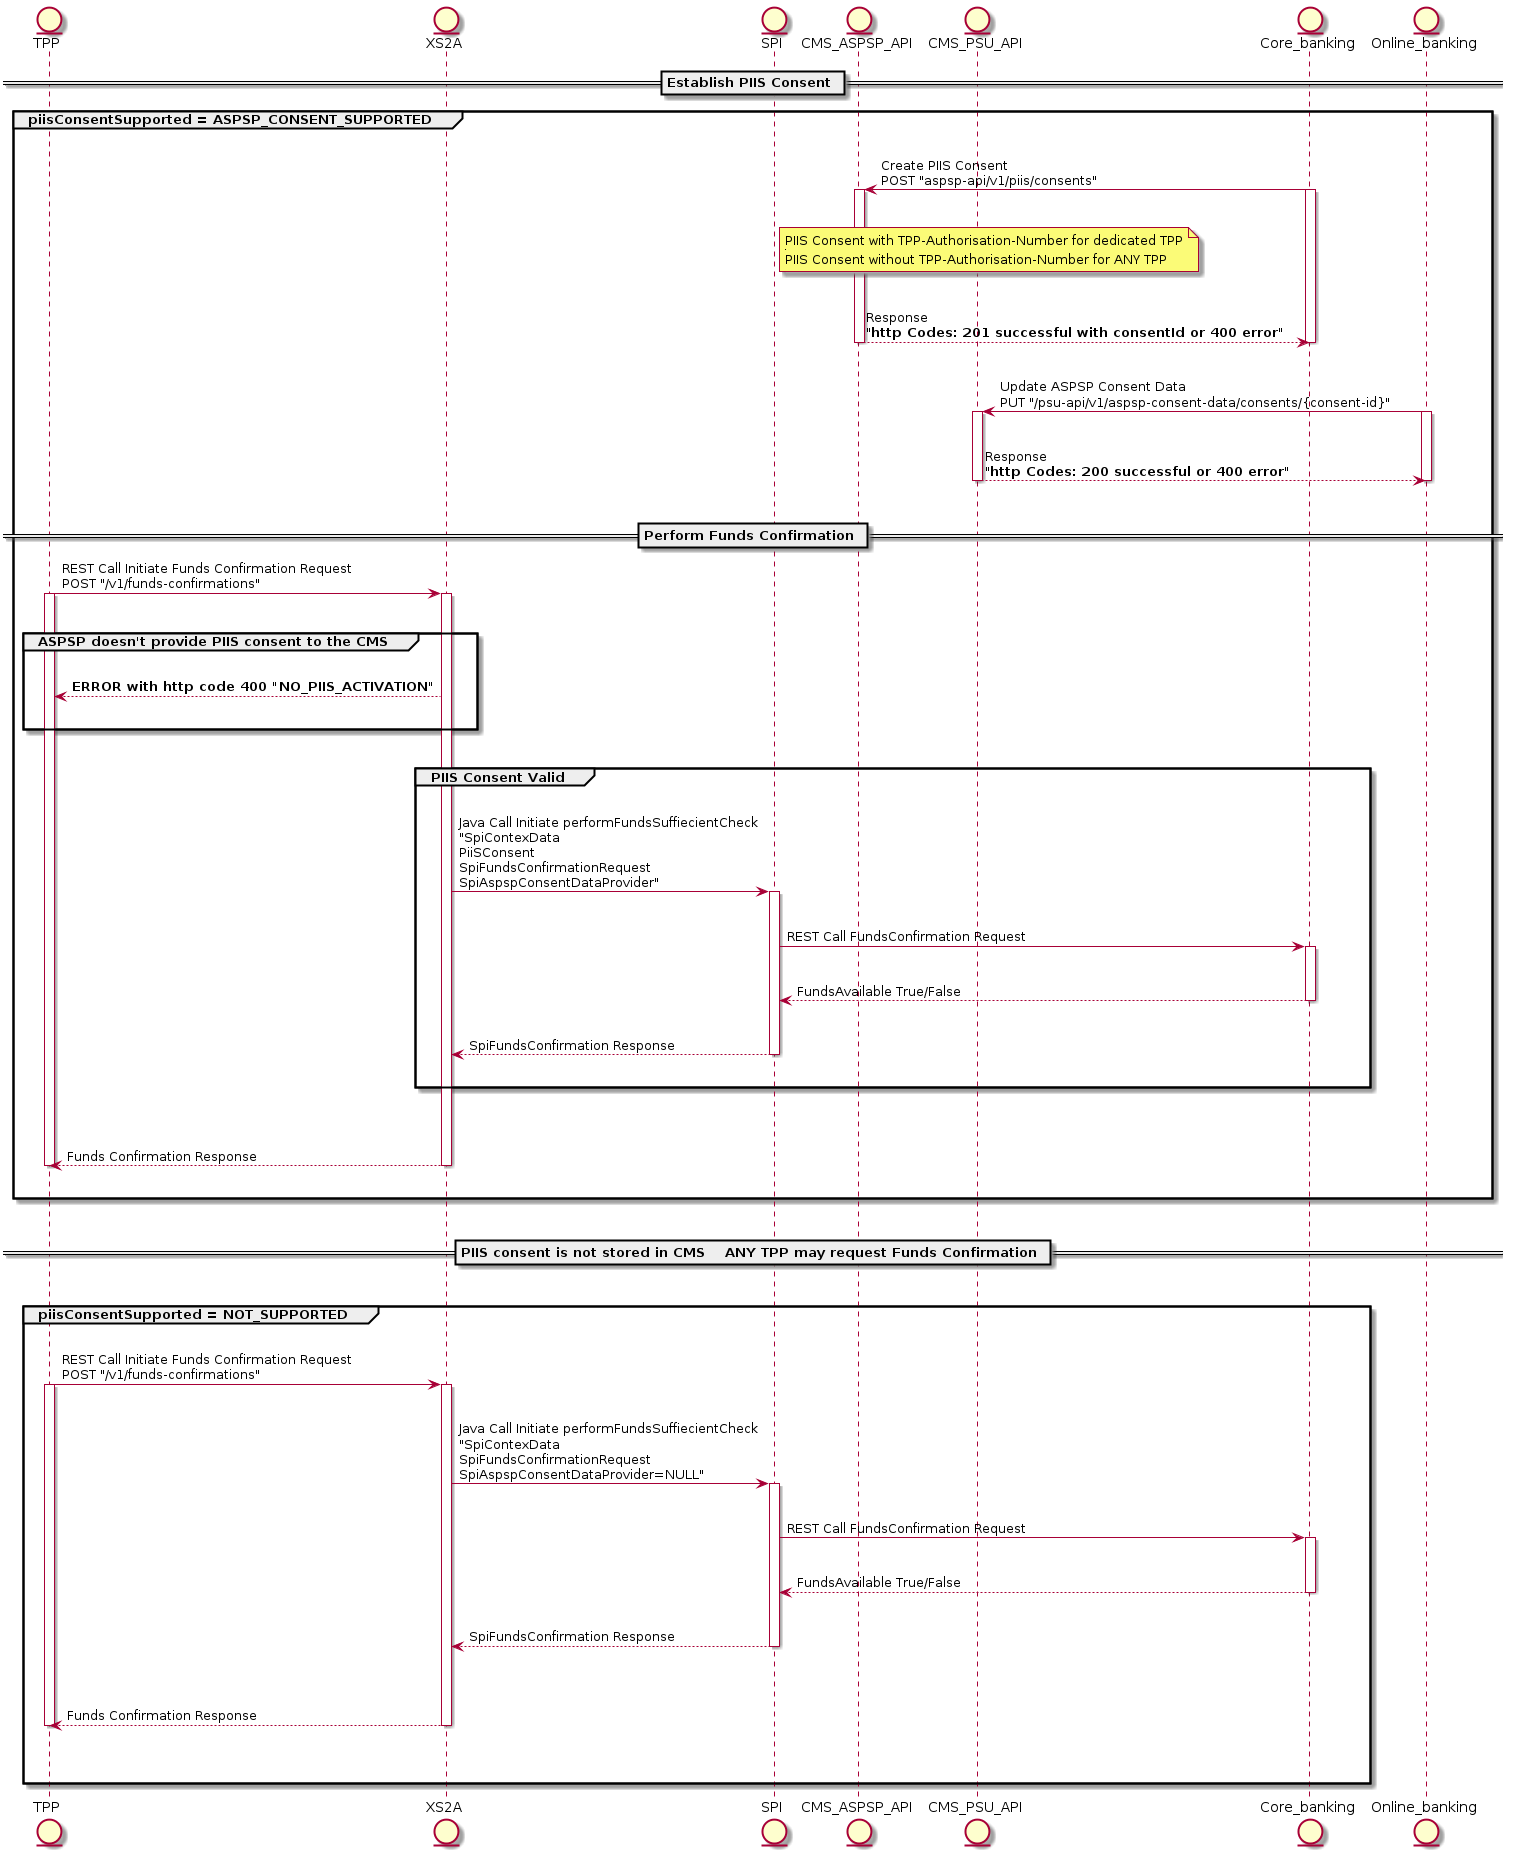 TPP
XS2A
SPI
CMS_ASPSP_API
CMS_PSU_API
Core_banking
Online_banking
Establish PIIS Consent
piisConsentSupported = ASPSP_CONSENT_SUPPORTED
Create PIIS Consent
POST "aspsp-api/v1/piis/consents"
PIIS Consent with TPP-Authorisation-Number for dedicated TPP
.
PIIS Consent without TPP-Authorisation-Number for ANY TPP
Response
"http Codes: 201 successful with consentId or 400 error"
Update ASPSP Consent Data
PUT "/psu-api/v1/aspsp-consent-data/consents/{consent-id}"
Response
"http Codes: 200 successful or 400 error"
Perform Funds Confirmation
REST Call Initiate Funds Confirmation Request
POST "/v1/funds-confirmations"
ASPSP doesn't provide PIIS consent to the CMS
ERROR with http code 400 "NO_PIIS_ACTIVATION"
PIIS Consent Valid
Java Call Initiate performFundsSuffiecientCheck
"SpiContexData
PiiSConsent
SpiFundsConfirmationRequest
SpiAspspConsentDataProvider"
REST Call FundsConfirmation Request
FundsAvailable True/False
SpiFundsConfirmation Response
Funds Confirmation Response
PIIS consent is not stored in CMS    ANY TPP may request Funds Confirmation
piisConsentSupported = NOT_SUPPORTED
REST Call Initiate Funds Confirmation Request
POST "/v1/funds-confirmations"
Java Call Initiate performFundsSuffiecientCheck
"SpiContexData
SpiFundsConfirmationRequest
SpiAspspConsentDataProvider=NULL"
REST Call FundsConfirmation Request
FundsAvailable True/False
SpiFundsConfirmation Response
Funds Confirmation Response
TPP
XS2A
SPI
CMS_ASPSP_API
CMS_PSU_API
Core_banking
Online_banking